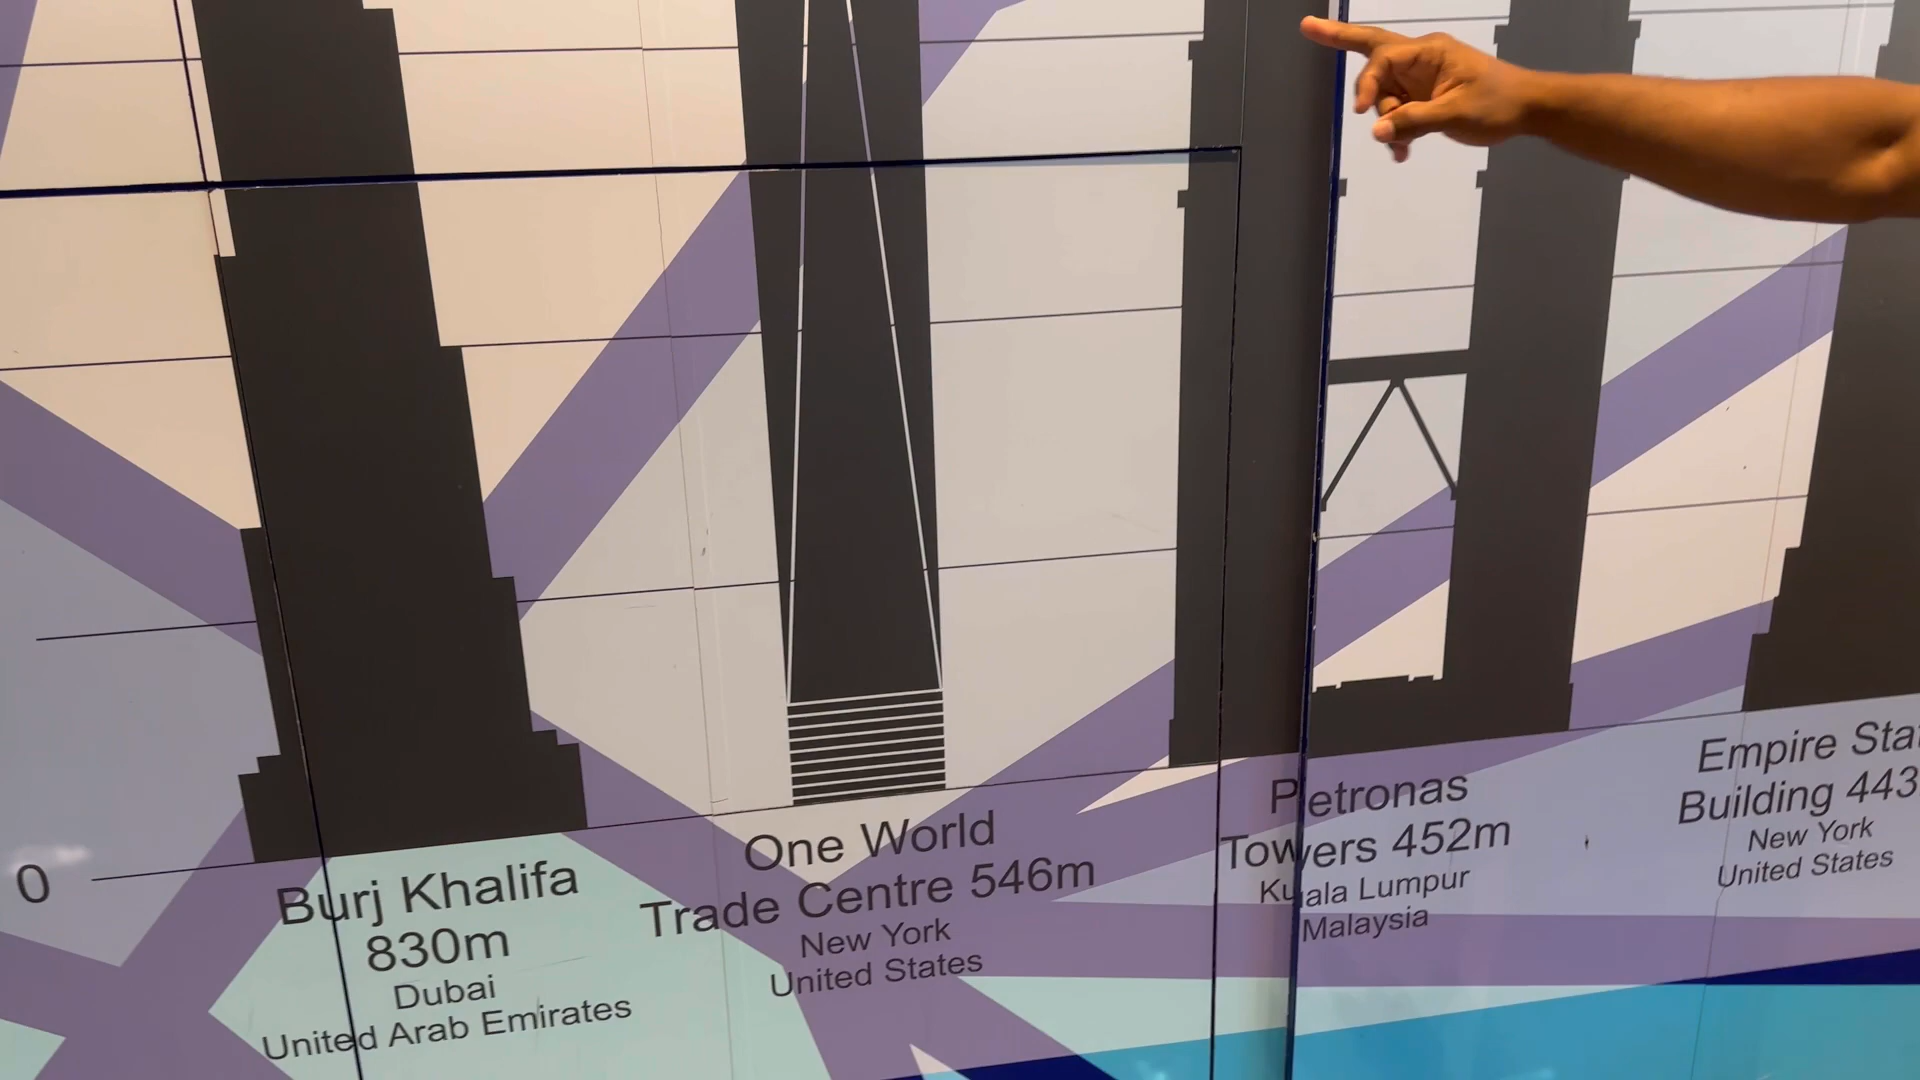 0
Burj Khalifa
830m
Dubai
United Arab Emirates
One World
Trade Centre 546m
New York
United States
Petronas
Towers 452m
Kuala Lumpur
Malaysia
Empire Sta
Building 443
New York
United States